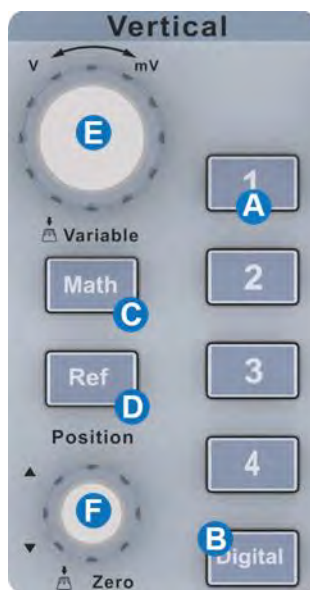 Vertical
V mV
E
1
A
Variable
Math
C
2
Ref
D
3
Position
4
F
B
Digital
Zero